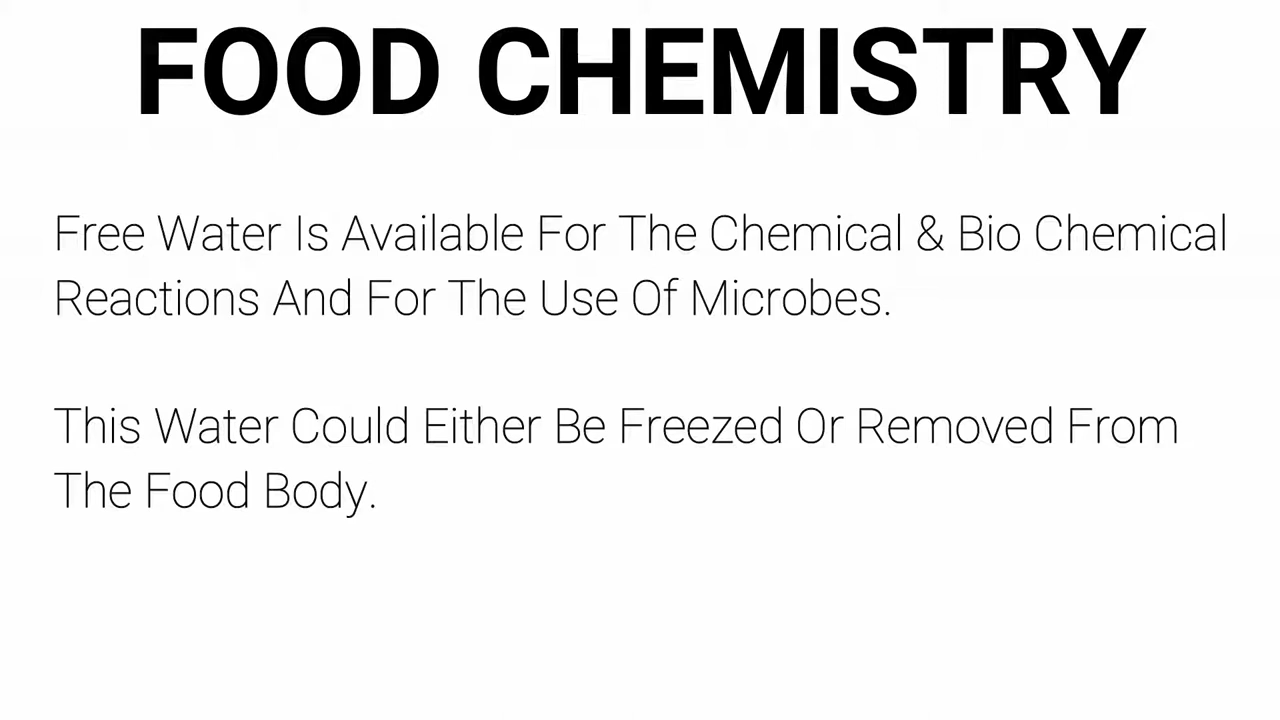 FOOD CHEMISTRY
Free Water Is Available For The Chemical & Bio Chemical
Reactions And For The Use Of Microbes.
This Water Could Either Be Freezed Or Removed From
The Food Body.